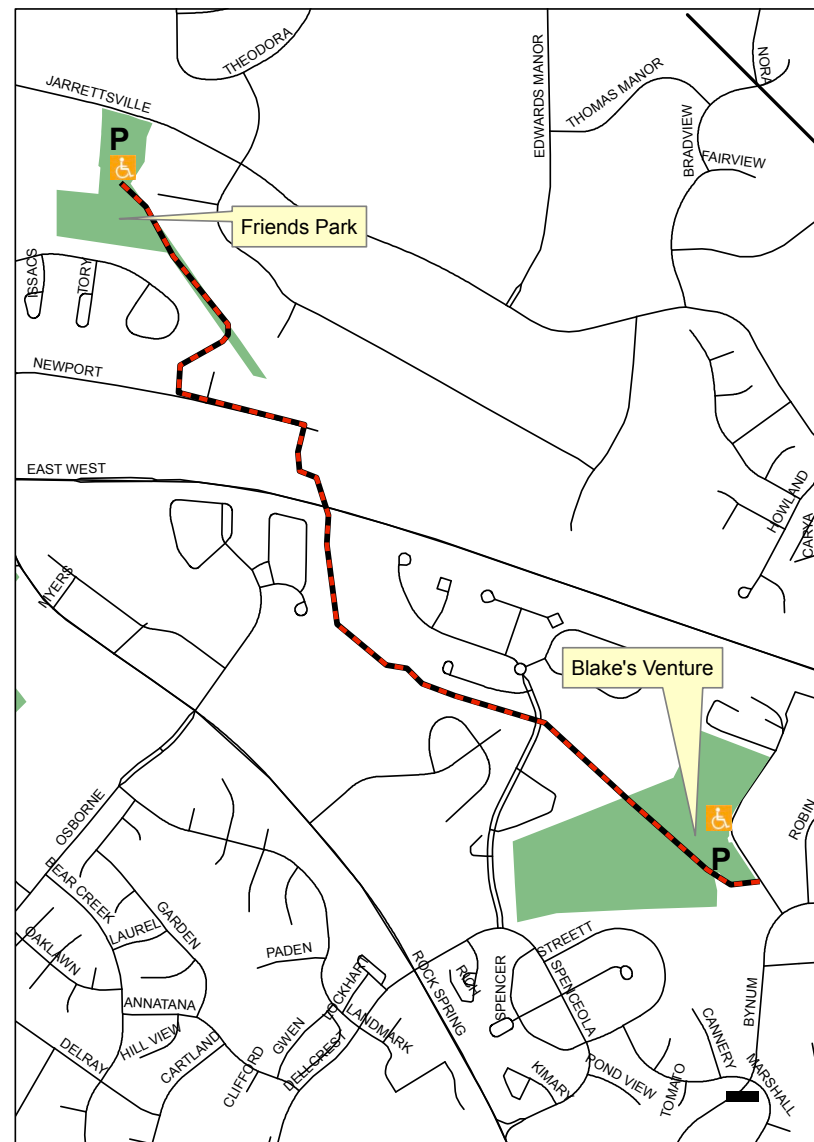 THEODORA
JARRETTSVILLE
P
EDWARDS MANOR
THOMAS MANOR
NORA
BRADVIEW
FAIRVIEW
Friends Park
ISSACS
TORY
NEWPORT
EAST WEST
HOWLAND
CARYA
MYERS
Blake's Venture
P
ROBIN
OSBORNE
BEAR CREEK
LAUREL
GARDEN
OAKLAWN
PADEN
ANNATANA
HILL VIEW
DELRAY
CARTLAND
CLIFFORD
GWEN
LOCKHART
DELLCREST
LANDMARK
ROCK SPRING
RICH
SPENCER
STREETT
SPENCEOLA
KIMARY
POND VIEW
TOMATO
CANNERY
BYNUM
MARSHALL